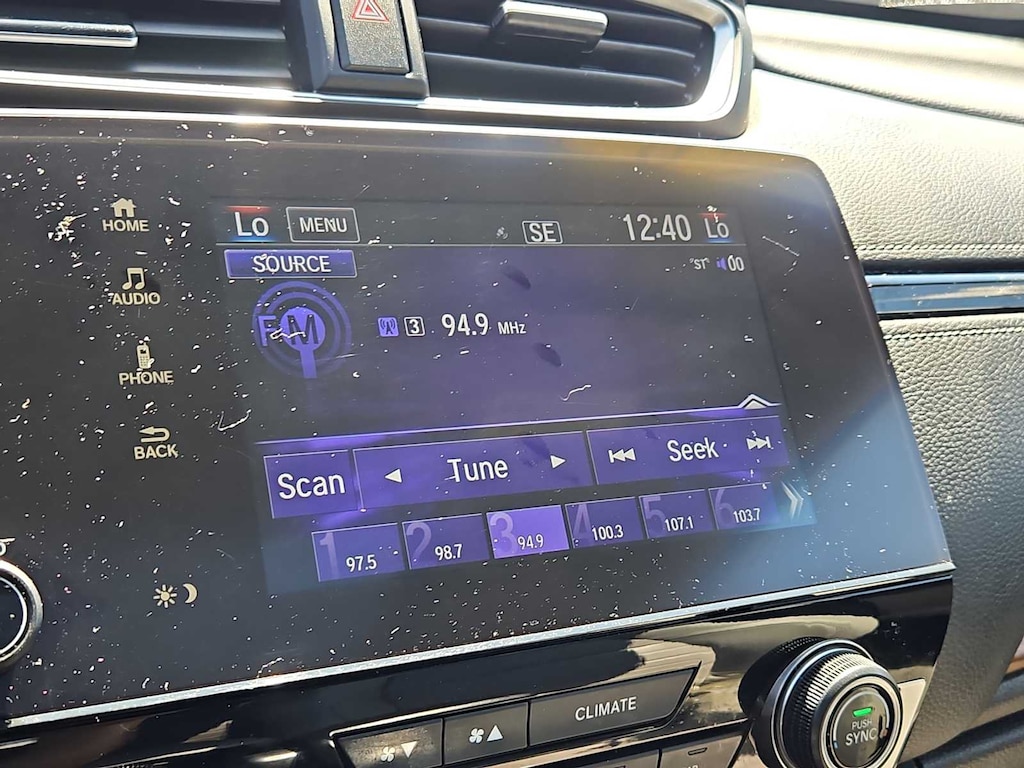 Lo MENU SE 12:40 Lo
HOME
SOURCE "ST" 00
AUDIO
FM 3 94.9 MHz
PHONE
BACK
Scan Tune Seek
1 97.5 2 98.7 3 94.9 4 100.3 5 107.1 6 103.7
CLIMATE
PUSH
SYNC